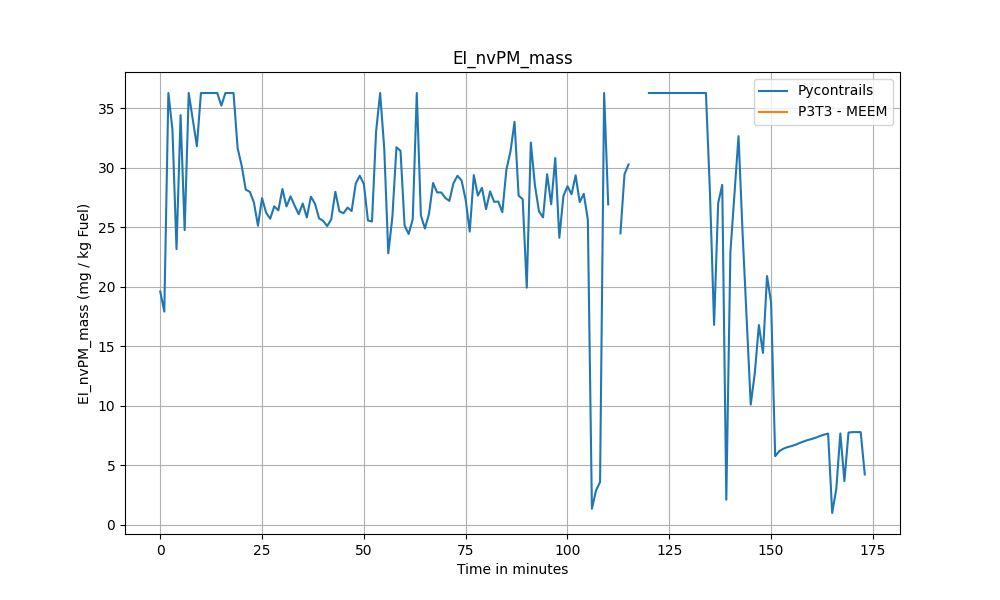 EI_nvPM_mass
Pycontrails
P3T3 - MEEM
EI_nvPM_mass (mg / kg Fuel)
35
30
25
20
15
10
5
0
0 25 50 75 100 125 150 175
Time in minutes